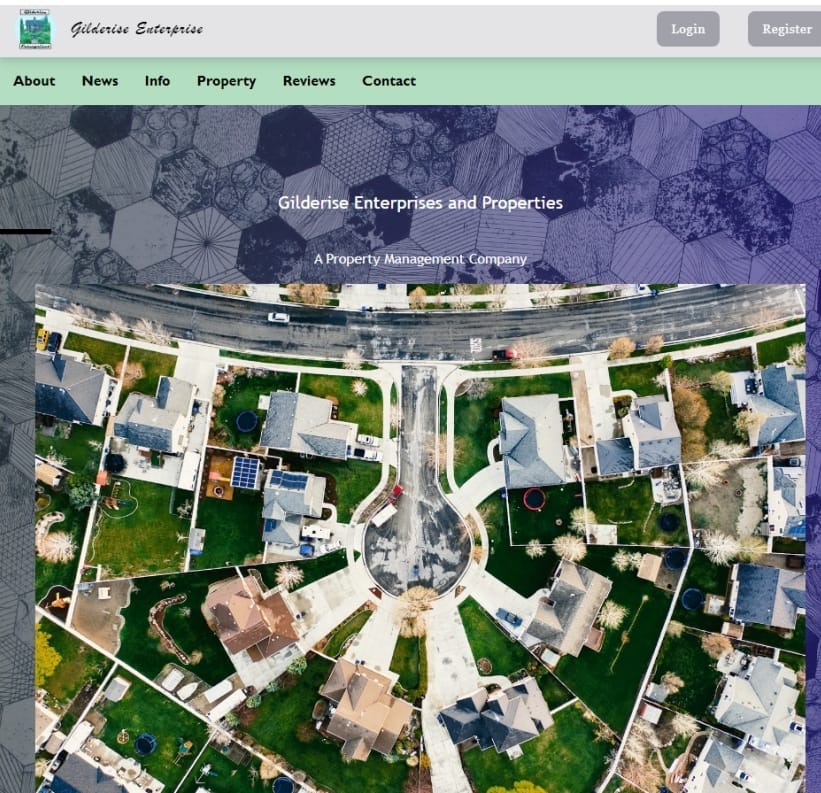 Gilderise Enterprise
Login
Register
About
News
Info
Property
Reviews
Contact
Gilderise Enterprises and Properties
A Property Management Company